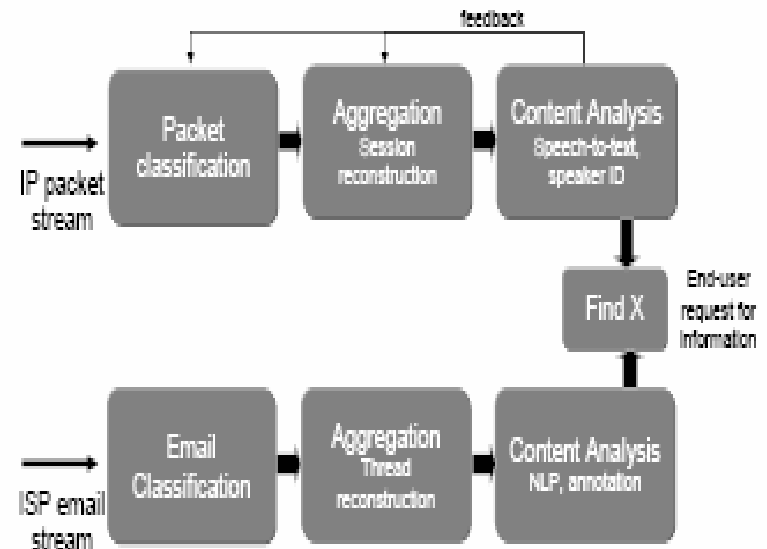 feedback
Packet
classification
Aggregation
Session
reconstruction
Content Analysis
Speech-to-text,
speaker ID
IP packet
stream
Find X
End-user
request for
information
Email
Classification
Aggregation
Thread
reconstruction
Content Analysis
NLP, annotation
ISP email
stream